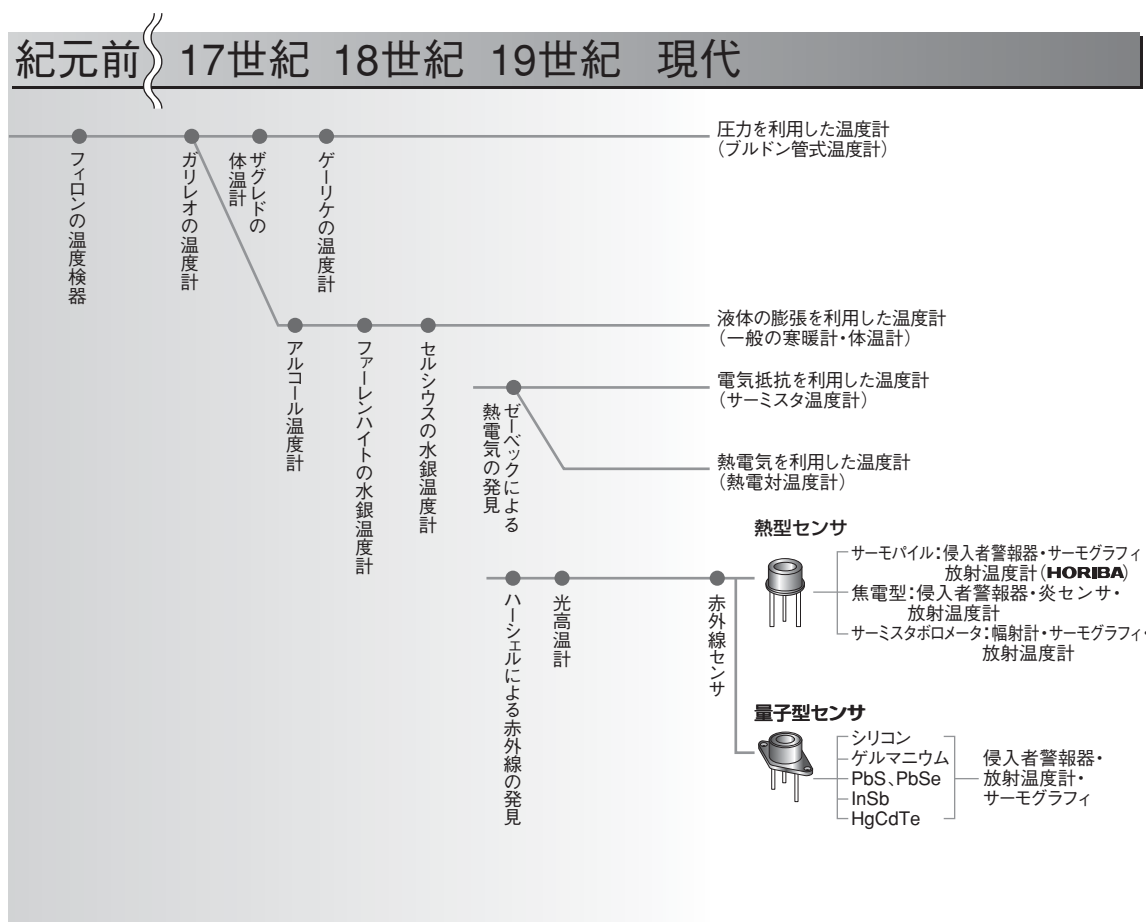 紀元前 17世紀 18世紀 19世紀 現代
圧力を利用した温度計
(ブルドン管式温度計)
フィロンの温度検器
ガリレオの温度計
ザグレドの
体温計
ゲーリケの温度計
液体の膨張を利用した温度計
(一般の寒暖計・体温計)
アルコール温度計
ファーレンハイトの水銀温度計
セルシウスの水銀温度計
電気抵抗を利用した温度計
(サーミスタ温度計)
ゼーベックによる
熱電気の発見
熱電気を利用した温度計
(熱電対温度計)
熱型センサ
サーモパイル:侵入者警報器・サーモグラフィ
放射温度計(HORIBA)
焦電型:侵入者警報器・炎センサ・
放射温度計
サーミスタボロメータ:輻射計・サーモグラフィ・
放射温度計
ハーシェルによる赤外線の発見
光高温計
赤外線センサ
量子型センサ
シリコン
ゲルマニウム
PbS、PbSe
InSb
HgCdTe
侵入者警報器・
放射温度計・
サーモグラフィ